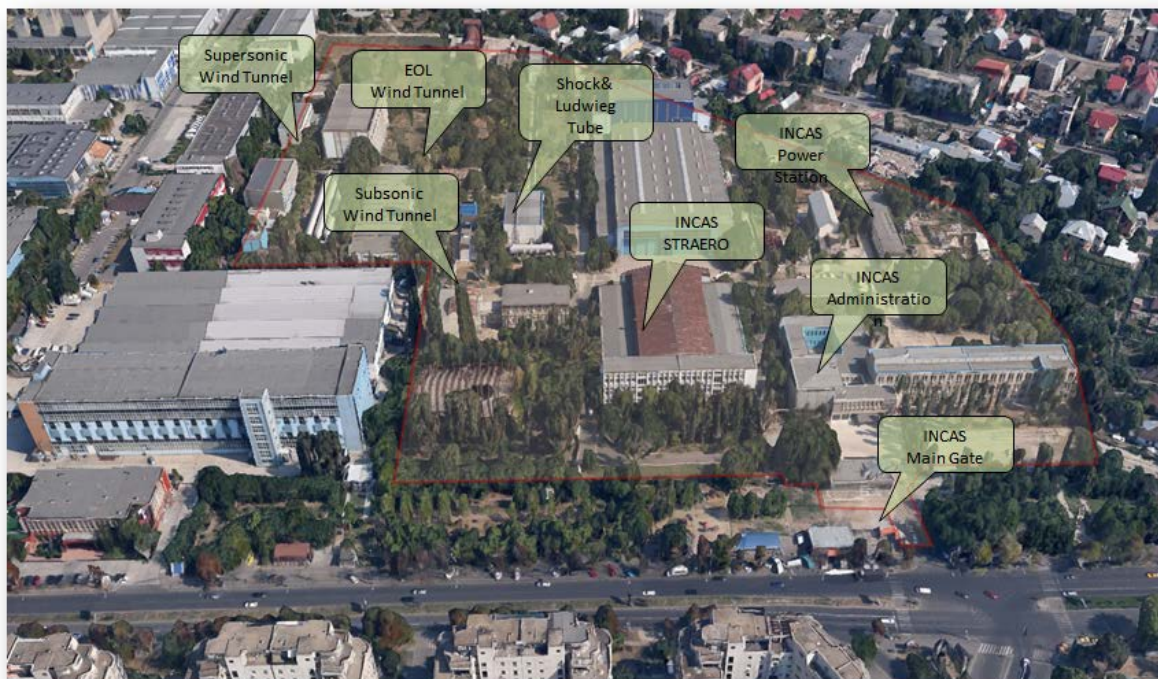 Supersonic
Wind Tunnel
EOL
Wind Tunnel
Shock&
Ludwieg
Tube
INCAS
Power
Station
Subsonic
Wind Tunnel
INCAS
STRAERO
INCAS
Administratio
n
INCAS
Main Gate